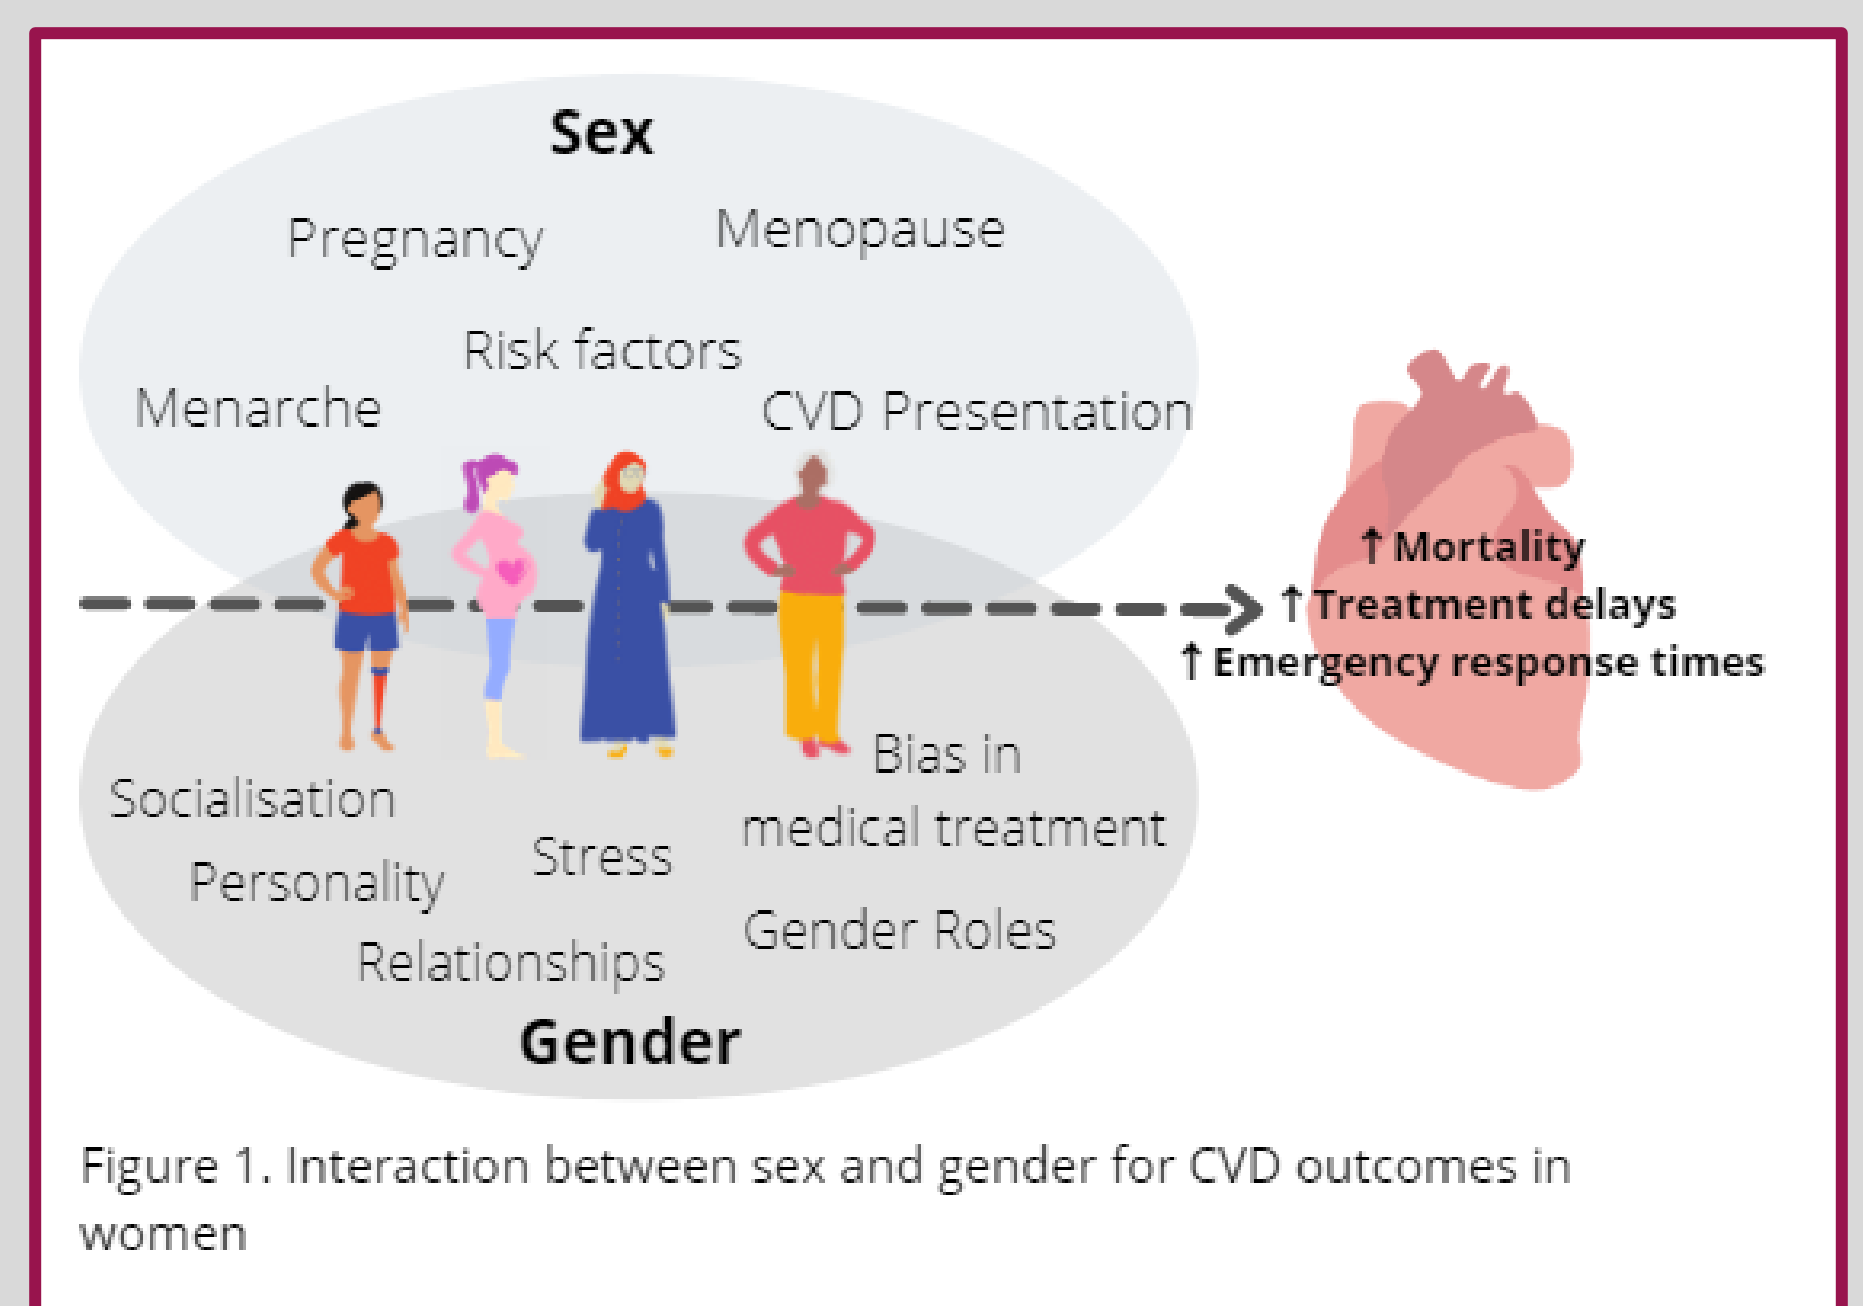 Sex
Pregnancy
Menopause
Risk factors
Menarche
CVD Presentation
↑ Mortality
↑ Treatment delays
↑ Emergency response times
Bias in
medical treatment
Socialisation
Stress
Personality
Gender Roles
Relationships
Gender
Figure 1. Interaction between sex and gender for CVD outcomes in
women